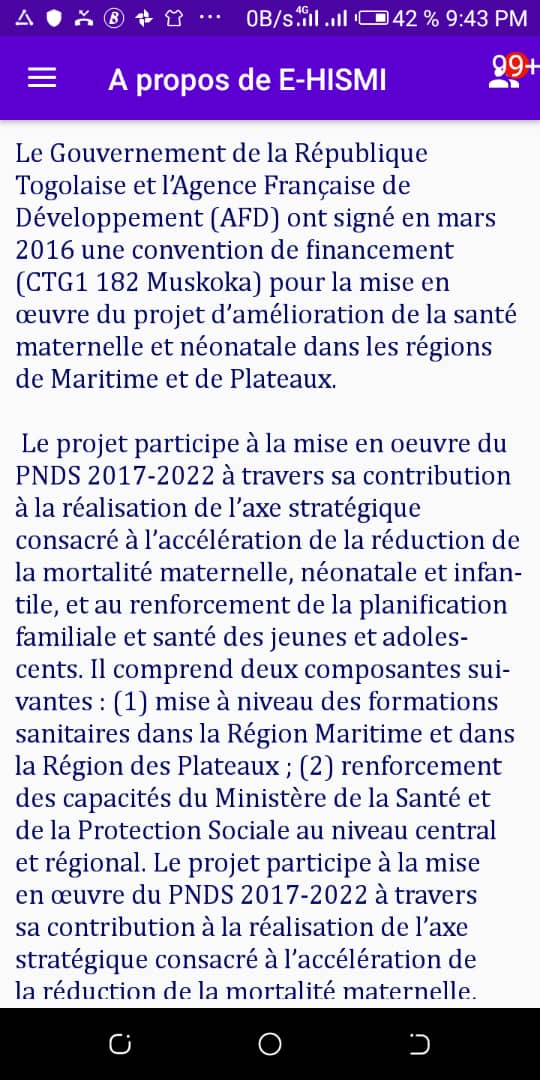 0B/s 4G 42 % 9:43 PM
A propos de E-HISMI
99+
Le Gouvernement de la République
Togolaise et l’Agence Française de
Développement (AFD) ont signé en mars
2016 une convention de financement
(CTG1 182 Muskoka) pour la mise en
œuvre du projet d’amélioration de la santé
maternelle et néonatale dans les régions
de Maritime et de Plateaux.
Le projet participe à la mise en oeuvre du
PNDS 2017-2022 à travers sa contribution
à la réalisation de l’axe stratégique
consacré à l’accélération de la réduction de
la mortalité maternelle, néonatale et infan-
tile, et au renforcement de la planification
familiale et santé des jeunes et adoles-
cents. Il comprend deux composantes sui-
vantes : (1) mise à niveau des formations
sanitaires dans la Région Maritime et dans
la Région des Plateaux ; (2) renforcement
des capacités du Ministère de la Santé et
de la Protection Sociale au niveau central
et régional. Le projet participe à la mise
en œuvre du PNDS 2017-2022 à travers
sa contribution à la réalisation de l’axe
stratégique consacré à l’accélération de
la réduction de la mortalité maternelle,